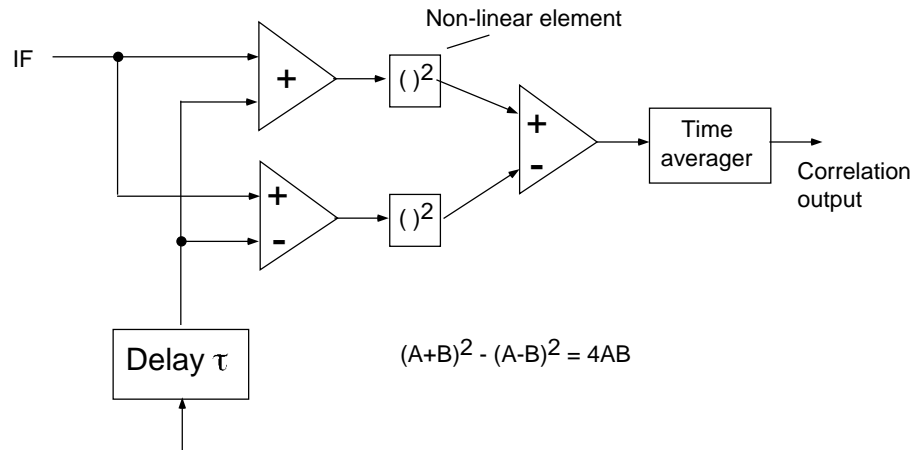 Non-linear element
IF
+
( )²
+
-
Time
averager
Correlation
output
+
-
( )²
Delay τ
(A+B)² - (A-B)² = 4AB